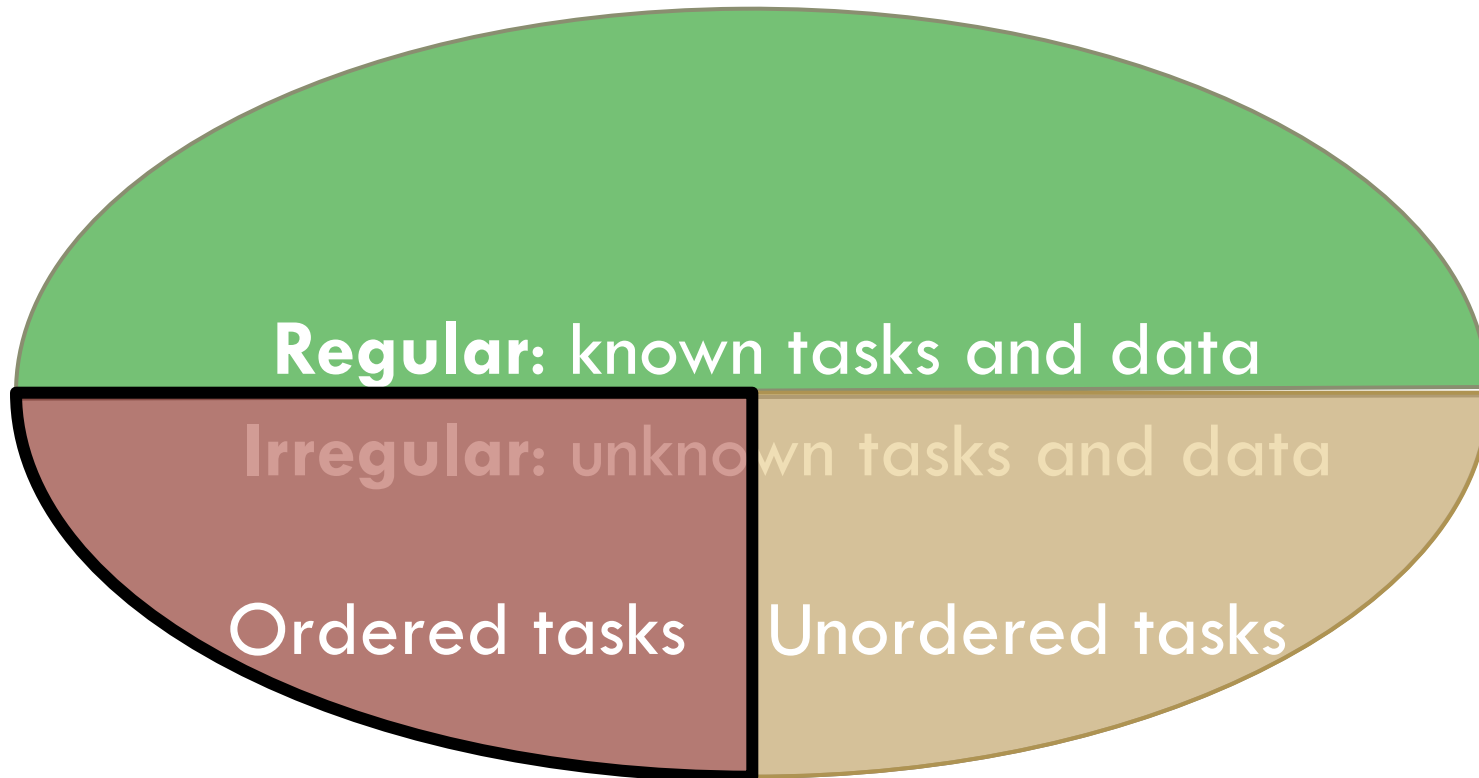 Regular: known tasks and data
Irregular: unknown tasks and data
Ordered tasks
Unordered tasks